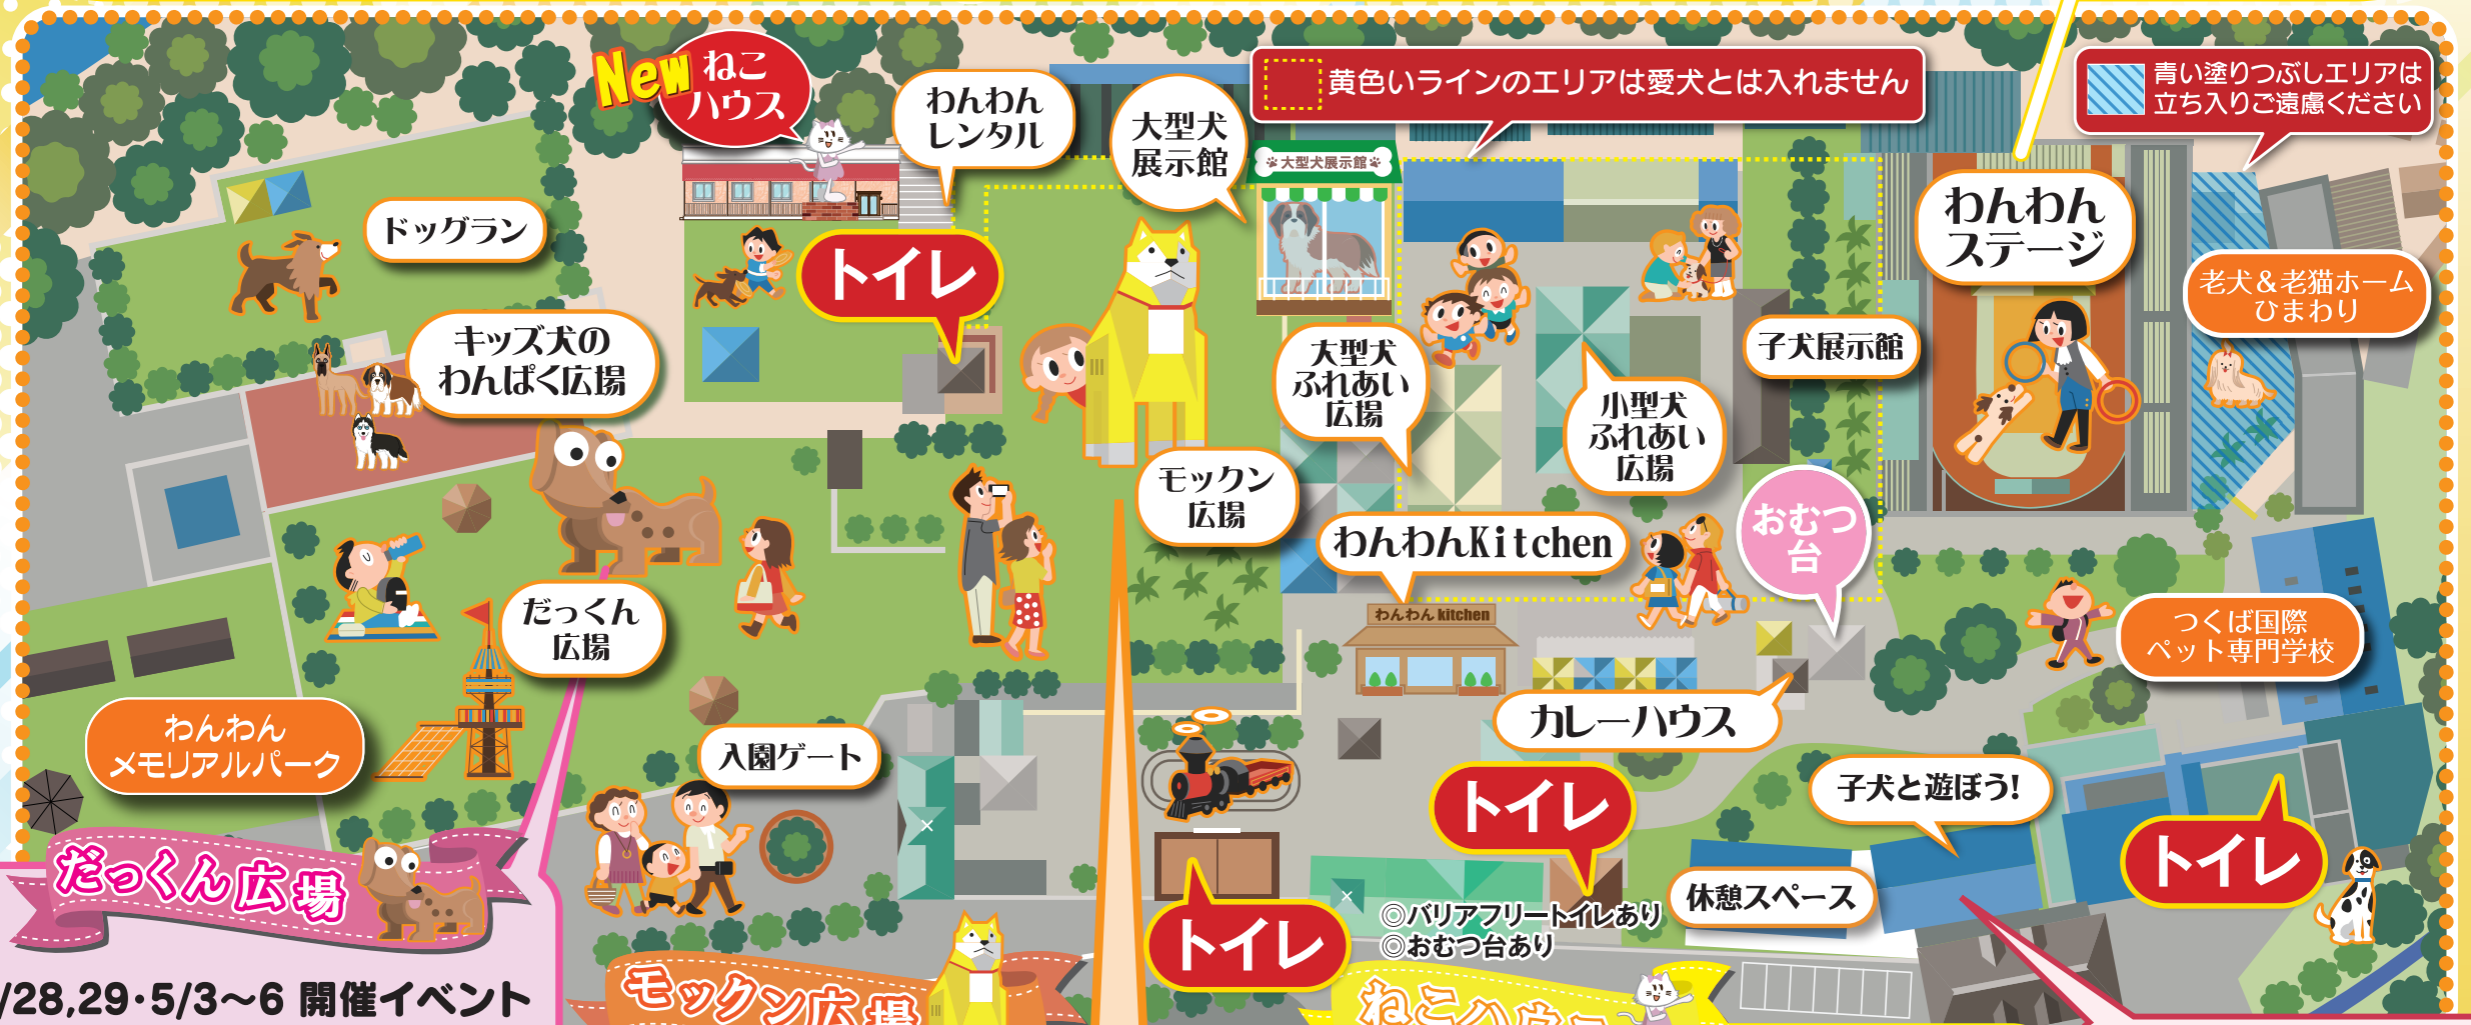 New ねこ
ハウス
わんわん
レンタル
大型犬
展示館
黄色いラインのエリアは愛犬とは入れません
青い塗りつぶしエリアは
立ち入りご遠慮ください
大型犬展示館
ドッグラン
トイレ
わんわん
ステージ
老犬&老猫ホーム
ひまわり
キッズ犬の
わんぱく広場
大型犬
ふれあい
広場
子犬展示館
小型犬
ふれあい
広場
モックン
広場
わんわんKitchen
おむつ
台
わんわん kitchen
だっくん
広場
つくば国際
ペット専門学校
わんわん
メモリアルパーク
入園ゲート
カレーハウス
トイレ
子犬と遊ぼう!
トイレ
休憩スペース
トイレ
◎バリアフリートイレあり
◎おむつ台あり
だっくん広場
/28,29・5/3〜6 開催イベント
モックン広場
ねこハウス